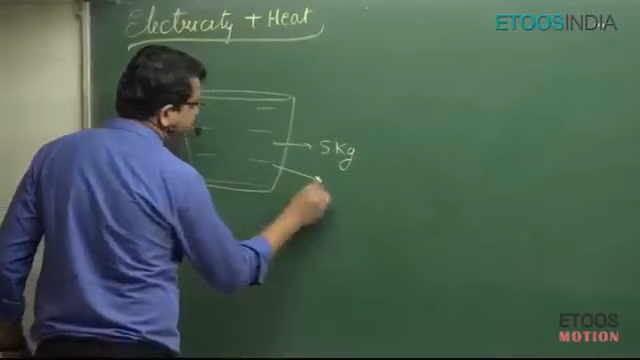 Electricity + Heat
ETOOSINDIA
5 Kg
ETOOS
MOTION